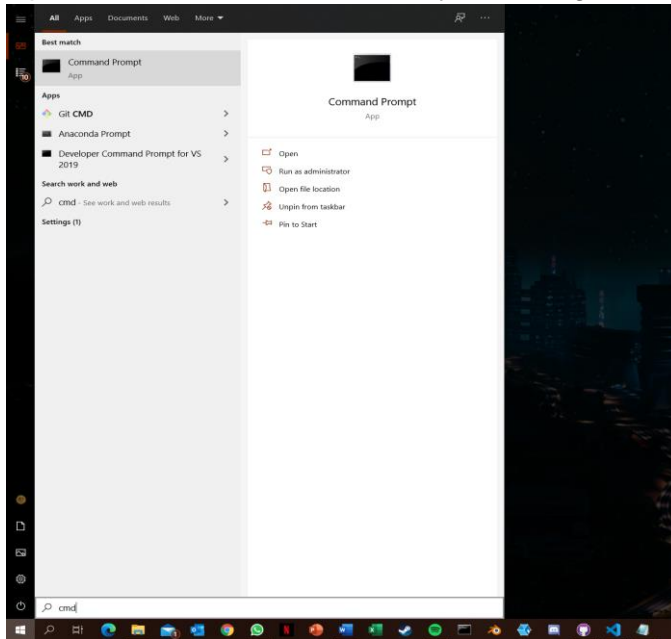 All Apps Documents Web More
Best match
Command Prompt
App
Apps
Git CMD
Anaconda Prompt
Developer Command Prompt for VS
2019
Search work and web
cmd - See work and web results
Settings (1)
Command Prompt
App
Open
Run as administrator
Open file location
Unpin from taskbar
Pin to Start
10
cmd